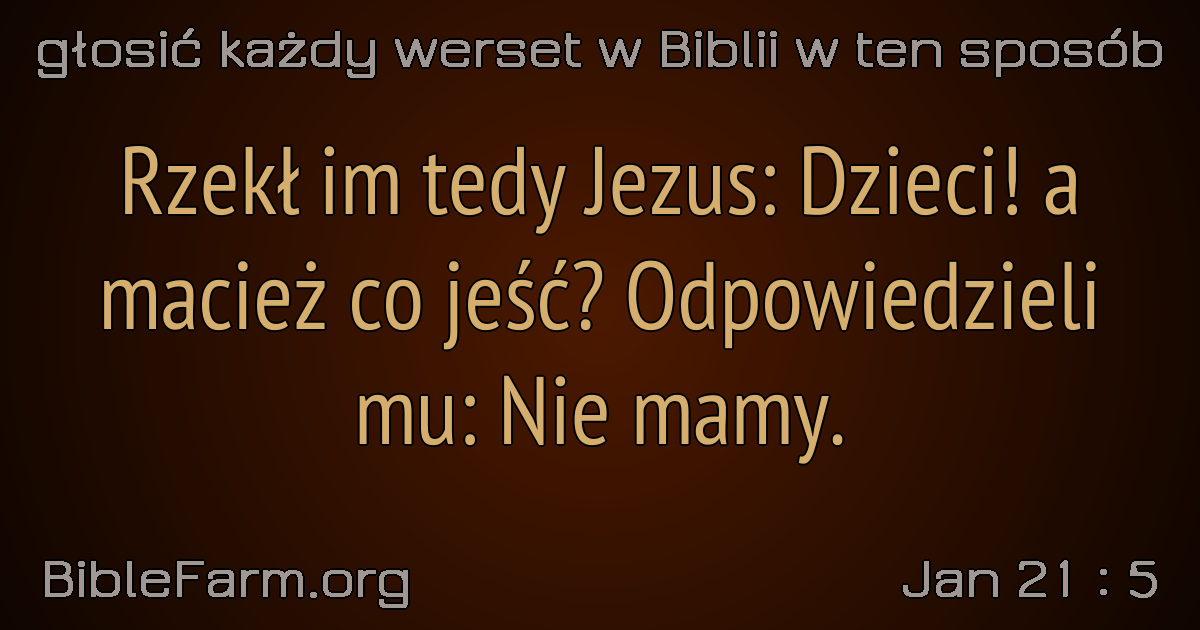 głosić każdy werset w Biblii w ten sposób
Rzekł im tedy Jezus: Dzieci! a
macież co jeść? Odpowiedzieli
mu: Nie mamy.
BibleFarm.org
Jan 21 : 5